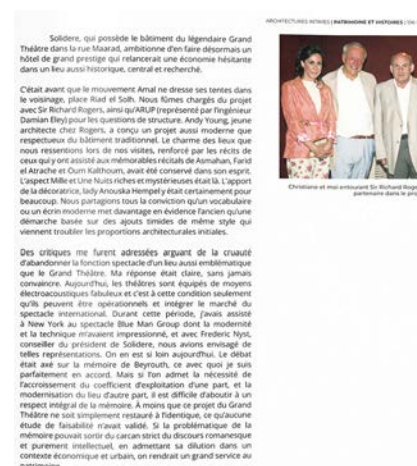 ARCHITECTURES INTIMES | PATRIMOINE ET HISTOIRES |
Solidere, qui possède le bâtiment du légendaire Grand
Théâtre dans la rue Maarad, ambitionne d'en faire désormais un
hôtel de grand prestige qui relancerait une économie hésitante
dans un lieu aussi historique, central et recherché.
C'était avant que le mouvement Amal ne dresse ses tentes dans
le voisinage, place Riad el Solh. Nous fûmes chargés du projet
avec Sir Richard Rogers, ainsi qu'ARUP (représenté par l'ingénieur
Damian Eley) pour les questions de structure. Andy Young, jeune
architecte chez Rogers, a conçu un projet aussi moderne que
respectueux du bâtiment traditionnel. Le charme des lieux que
nous ressentions lors de nos visites, renforcé par les récits de
ceux qui y ont assisté aux mémorables récitals de Asmahan, Farid
el Atrache et Oum Kalthoum, avait été conservé dans son esprit.
L'aspect Mille et Une Nuits riches et mystérieuses était là. L'apport
de la décoratrice, lady Anouska Hempel y était certainement pour
beaucoup. Nous partagions tous la conviction qu'un vocabulaire
ou un écrin moderne met davantage en évidence l'ancien qu'une
démarche basée sur des ajouts timides de même style qui
viennent troubler les proportions architecturales initiales.
Des critiques me furent adressées arguant de la cruauté
d'abandonner la fonction spectacle d'un lieu aussi emblématique
que le Grand Théâtre. Ma réponse était claire, sans jamais
convaincre. Aujourd'hui, les théâtres sont équipés de moyens
électroacoustiques fabuleux et c'est à cette condition seulement
qu'ils peuvent être opérationnels et intégrer le marché du
spectacle international. Durant cette période, j'avais assisté
à New York au spectacle Blue Man Group dont la modernité
et la technique m'avaient impressionné, et avec Frederic Nyst,
conseiller du président de Solidere, nous avions envisagé de
telles représentations. On en est si loin aujourd'hui. Le débat
était axé sur la mémoire de Beyrouth, ce avec quoi je suis
parfaitement en accord. Mais si l'on admet la nécessité de
l'accroissement du coefficient d'exploitation d'une part, et la
modernisation du lieu d'autre part, il est difficile d'aboutir à un
respect intégral de la mémoire. À moins que ce projet du Grand
Théâtre ne soit simplement restauré à l'identique, ce qu'aucune
étude de faisabilité n'avait validé. Si la problématique de la
mémoire pouvait sortir du carcan strict du discours romanesque
et purement intellectuel, en admettant sa dilution dans un
contexte économique et urbain, on rendrait un grand service au
patrimoine.
Christiane et moi entourant Sir Richard Roge
partenaire dans le pro